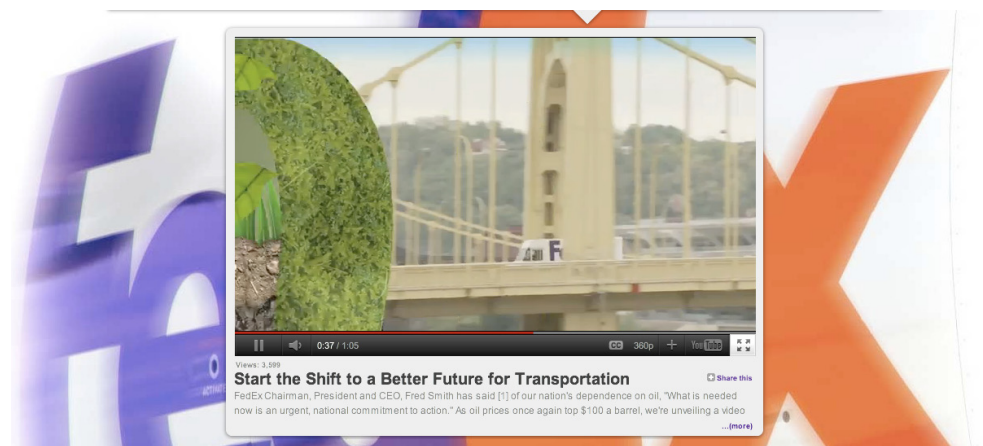 F
0:37 / 1:05
CC
360p
YouTube
Views: 3,599
Start the Shift to a Better Future for Transportation
Share this
FedEx Chairman, President and CEO, Fred Smith has said [1] of our nation's dependence on oil, "What is needed
now is an urgent, national commitment to action." As oil prices once again top $100 a barrel, we're unveiling a video
...(more)